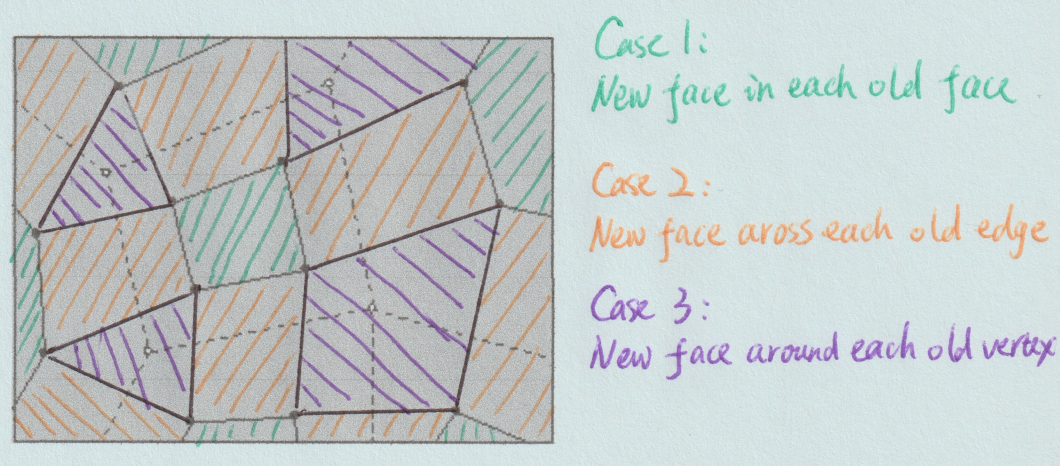 Case 1:
New face in each old face
Case 2:
New face aross each old edge
Case 3:
New face around each old vertex